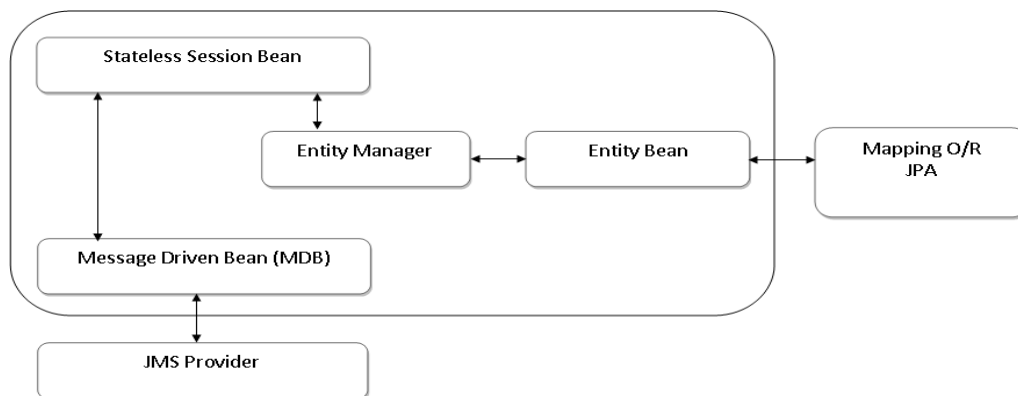 Stateless Session Bean
Entity Manager
Entity Bean
Mapping O/R
JPA
Message Driven Bean (MDB)
JMS Provider